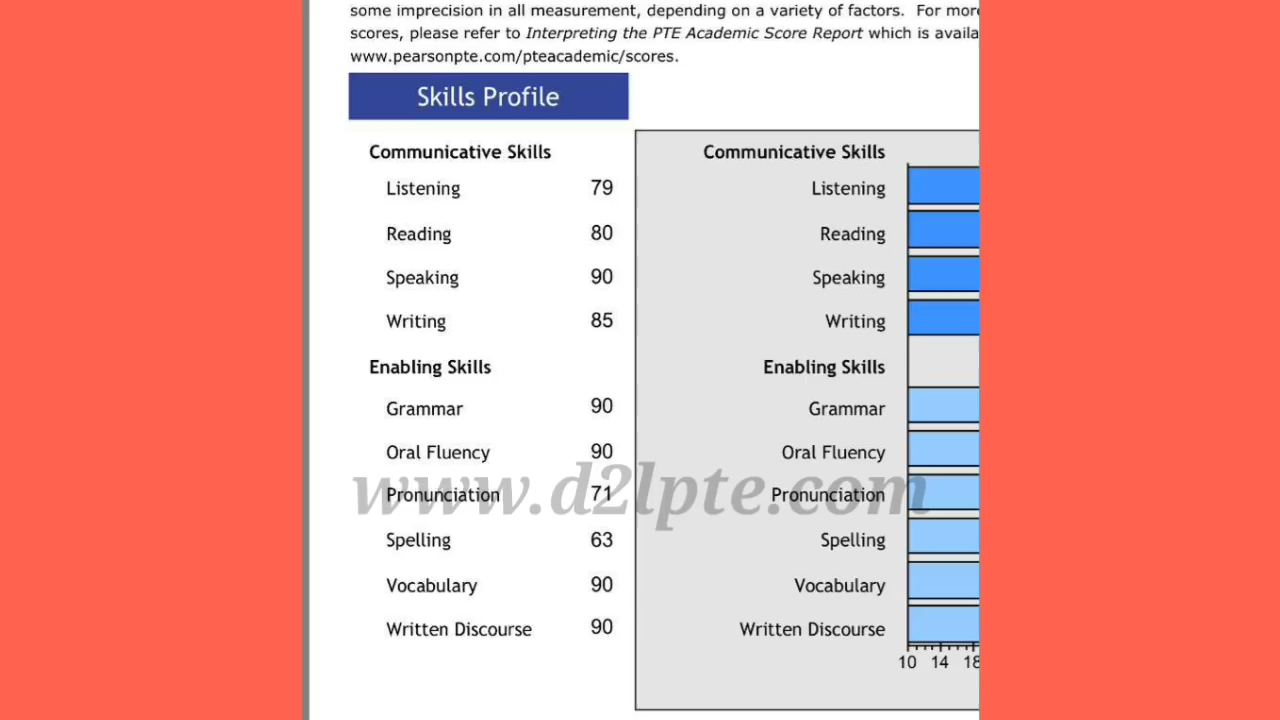 some imprecision in all measurement, depending on a variety of factors. For more
scores, please refer to Interpreting the PTE Academic Score Report which is availa
www.pearsonpte.com/pteacademic/scores.
Skills Profile
Communicative Skills
Listening 79
Reading 80
Speaking 90
Writing 85
Enabling Skills
Grammar 90
Oral Fluency 90
Pronunciation 71
Spelling 63
Vocabulary 90
Written Discourse 90
Communicative Skills
Listening
Reading
Speaking
Writing
Enabling Skills
Grammar
Oral Fluency
Pronunciation
Spelling
Vocabulary
Written Discourse
10 14 18
www.d2lpte.com